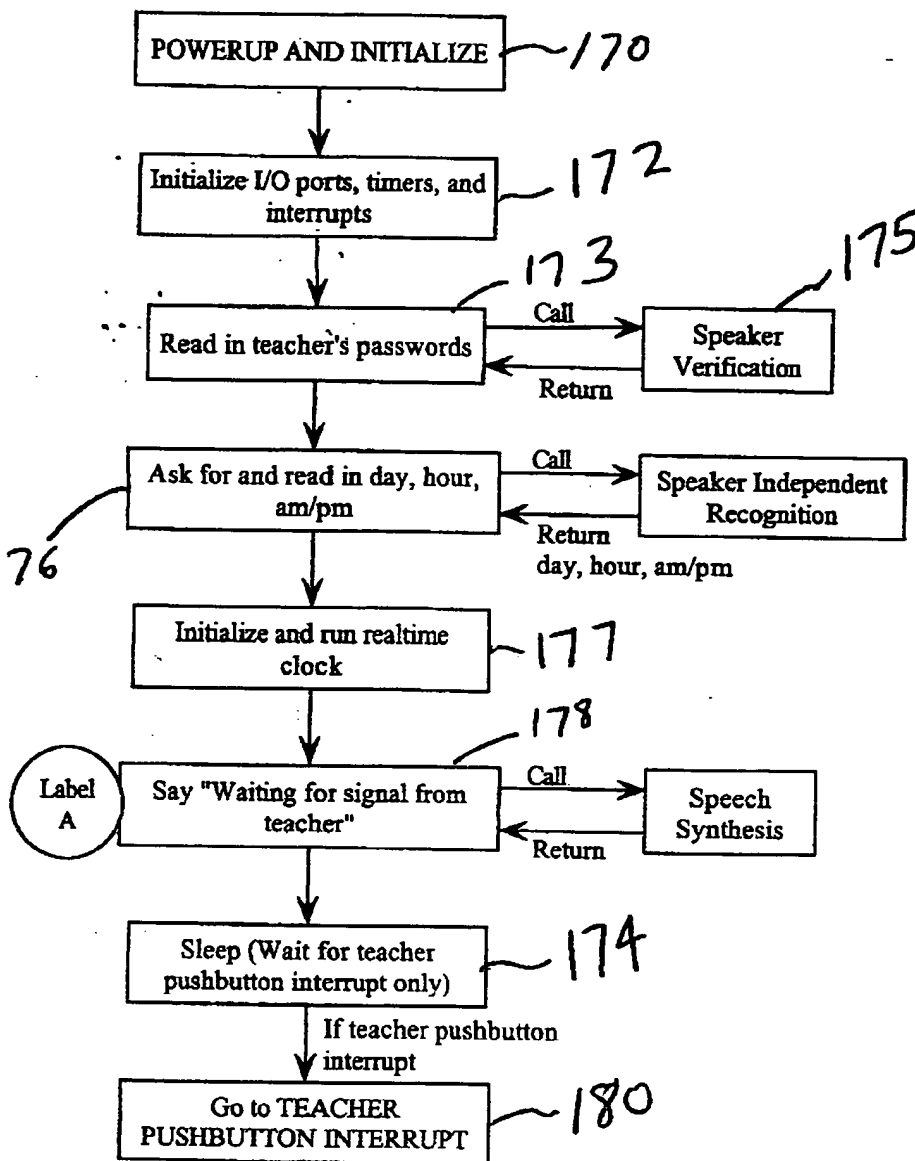 POWERUP AND INITIALIZE
170
Initialize I/O ports, timers, and
interrupts
172
173
175
Read in teacher's passwords
Call
Return
Speaker
Verification
Ask for and read in day, hour,
am/pm
76
Call
Return
day, hour, am/pm
Speaker Independent
Recognition
Initialize and run realtime
clock
177
178
Label
A
Say "Waiting for signal from
teacher"
Call
Return
Speech
Synthesis
Sleep (Wait for teacher
pushbutton interrupt only)
174
If teacher pushbutton
interrupt
Go to TEACHER
PUSHBUTTON INTERRUPT
180